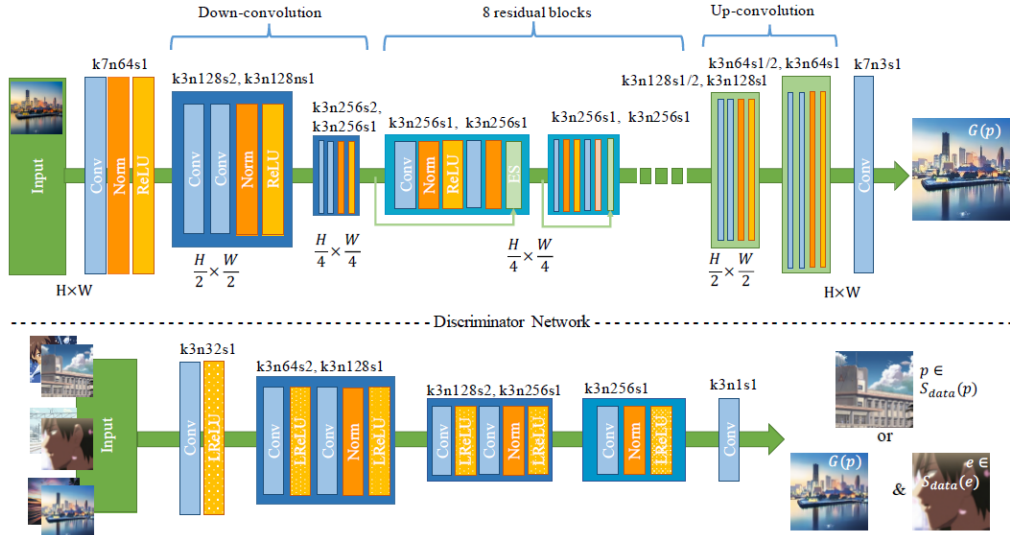 Down-convolution
8 residual blocks
Up-convolution
k7n64s1
k3n128s2, k3n128ns1
k3n256s2,
k3n256s1
k3n256s1, k3n256s1
k3n256s1, k3n256s1
k3n128s1/2,
k3n128s1
k3n64s1/2, k3n64s1
k7n3s1
Input
Conv
Norm
ReLU
Conv
Conv
Norm
ReLU
Conv
Norm
ReLU
ES
Conv
G(p)
H×W
H/2 × W/2
H/4 × W/4
H/4 × W/4
H/2 × W/2
H×W
Discriminator Network
k3n32s1
k3n64s2, k3n128s1
k3n128s2, k3n256s1
k3n256s1
k3n1s1
Input
Conv
LReLU
Conv
LReLU
Conv
Norm
LReLU
Conv
LReLU
Conv
Norm
LReLU
Conv
Norm
LReLU
Conv
p ∈
S_data(p)
or
G(p)
&
e ∈
S_data(e)